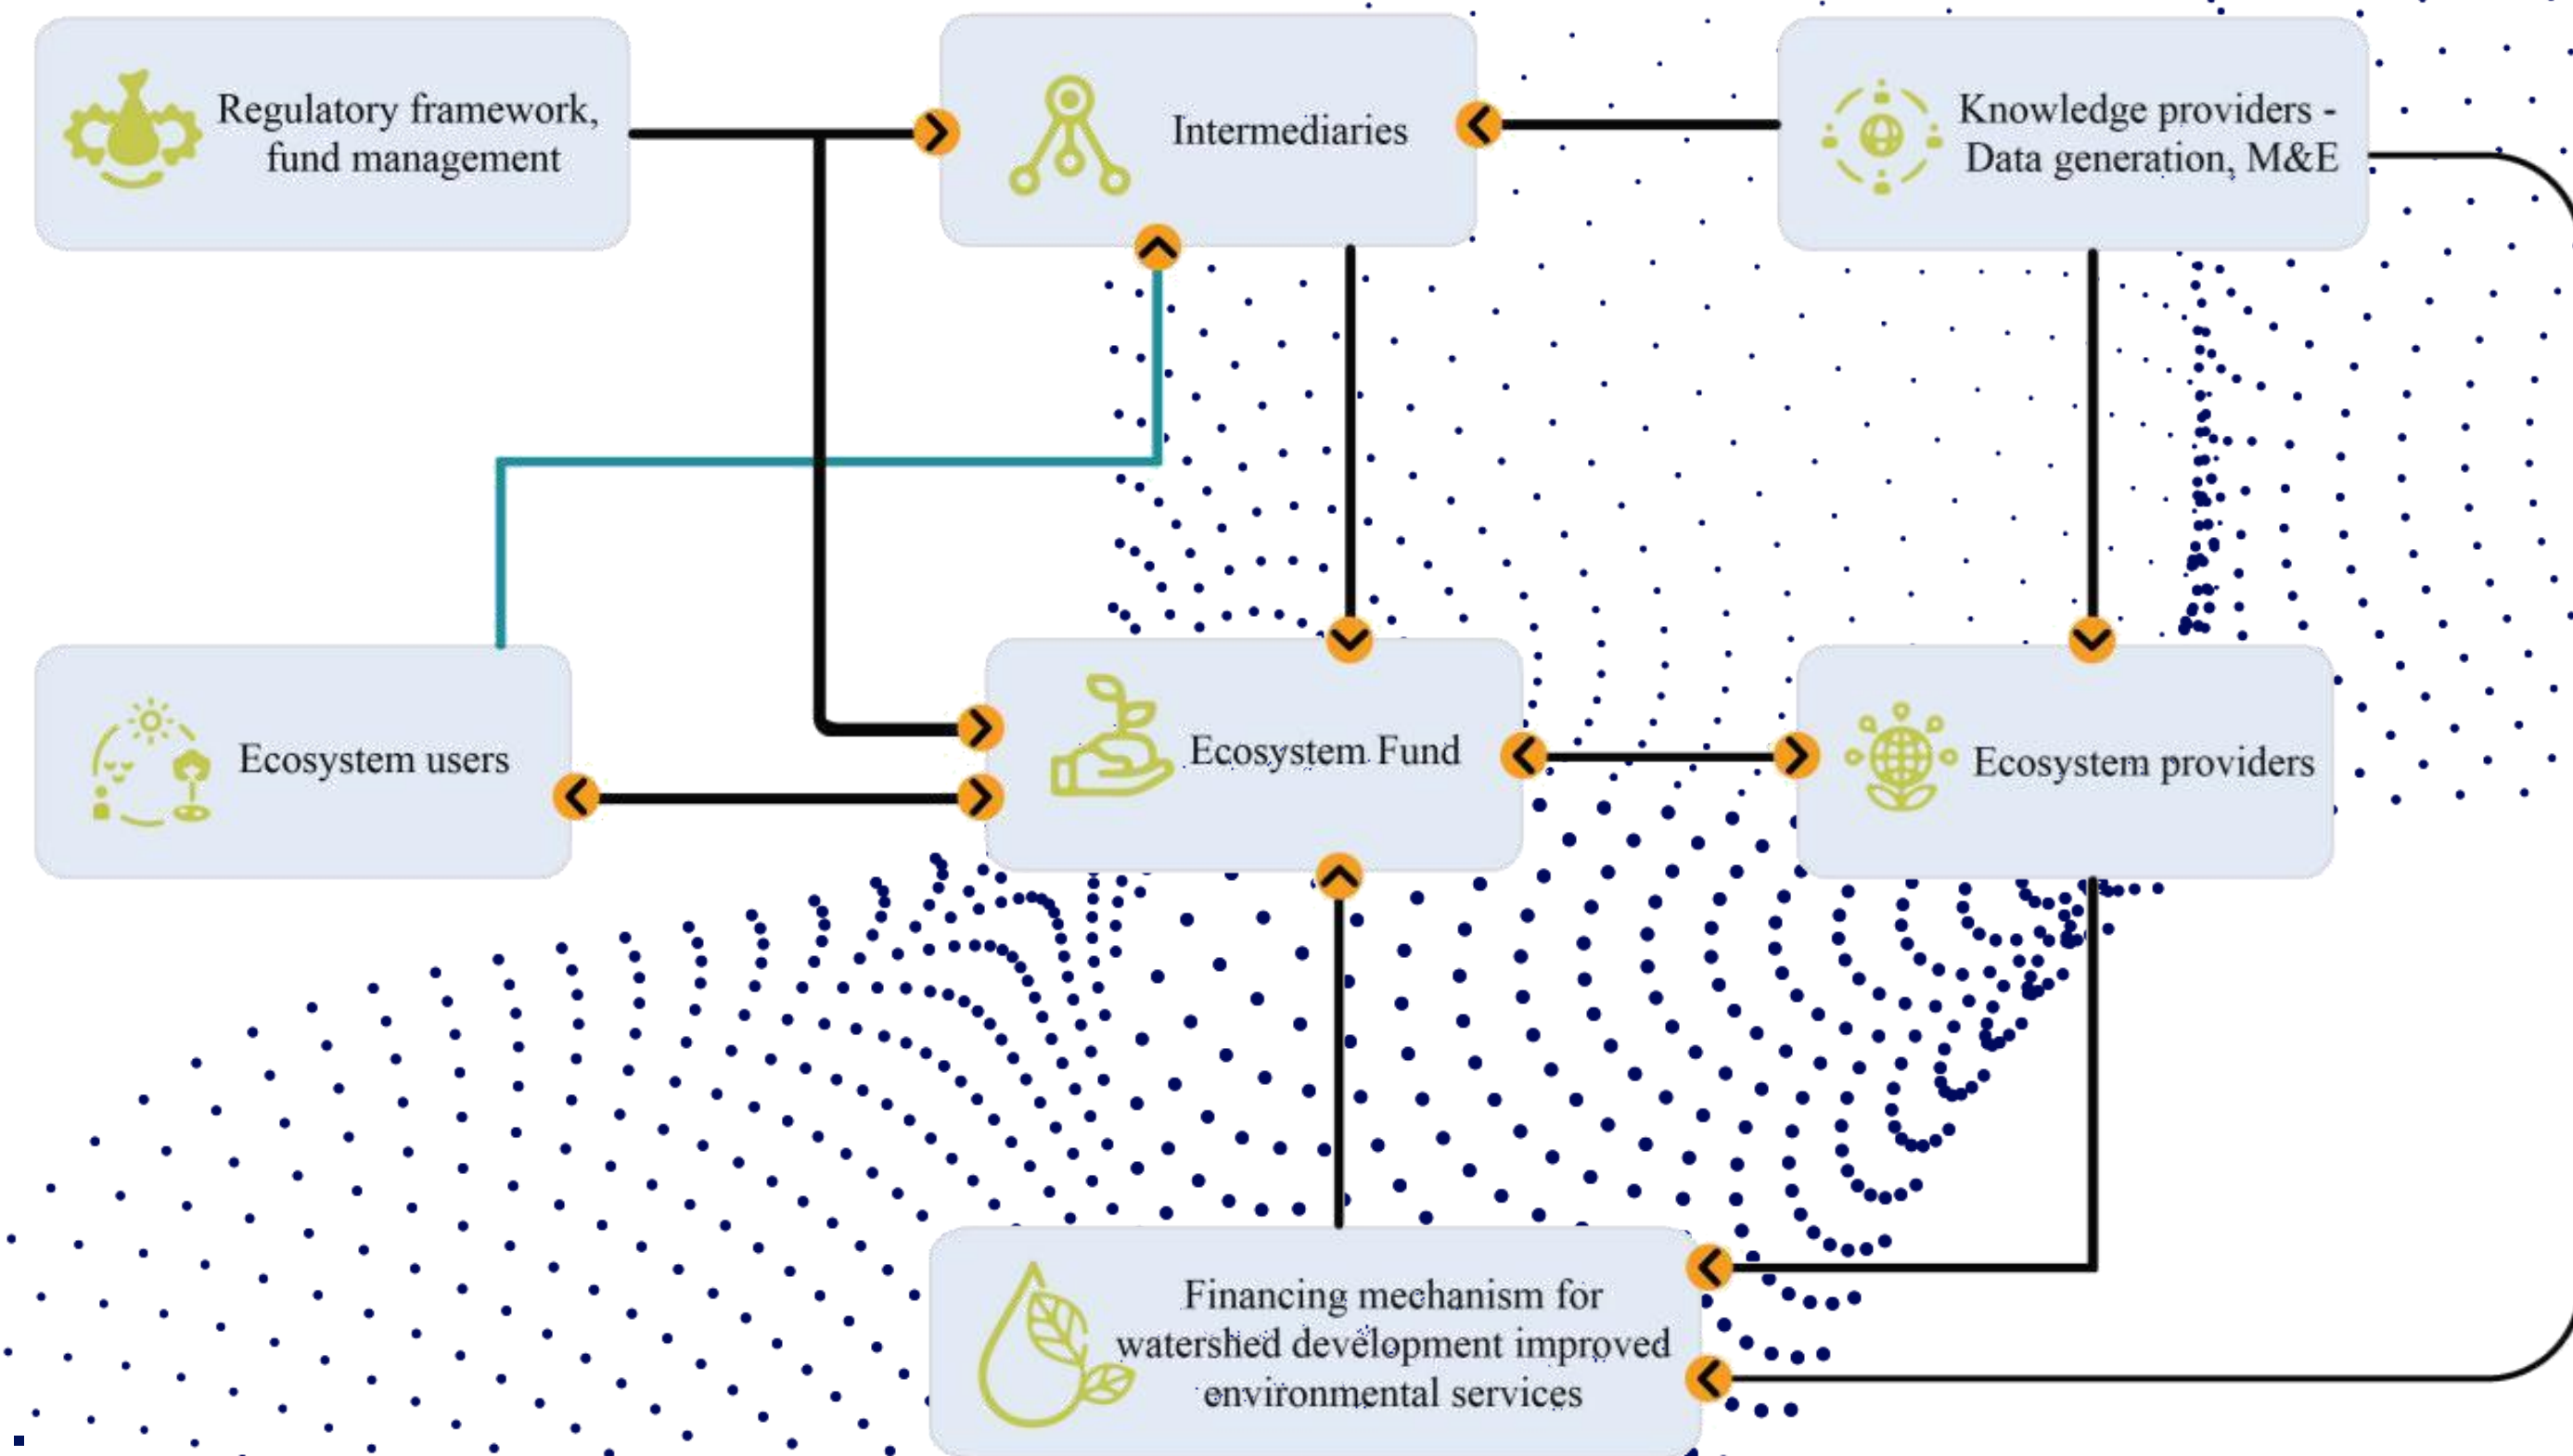 Regulatory framework,
fund management
Intermediaries
Knowledge providers -
Data generation, M&E
Ecosystem users
Ecosystem Fund
Ecosystem providers
Financing mechanism for
watershed development improved
environmental services